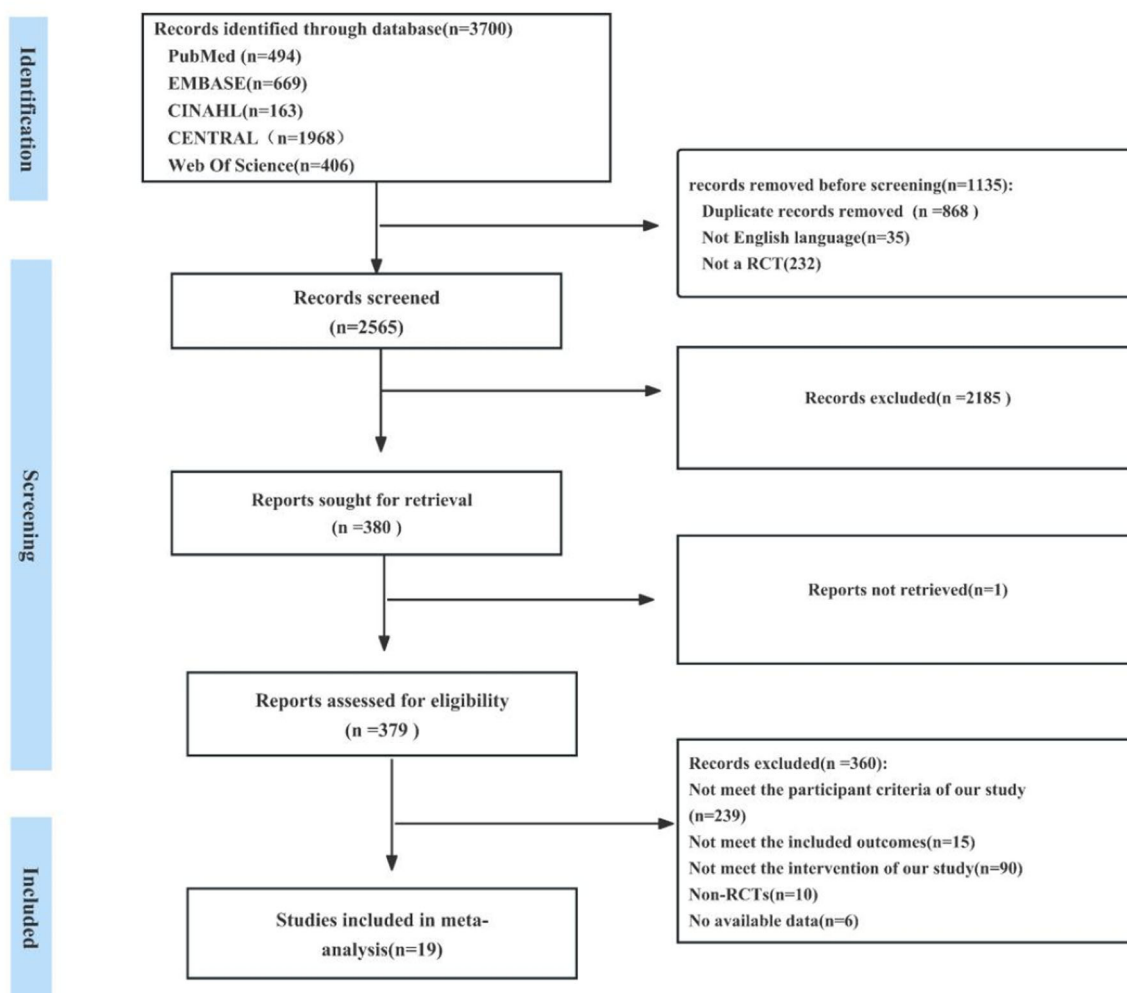 Identification
Records identified through database(n=3700)
PubMed (n=494)
EMBASE(n=669)
CINAHL(n=163)
CENTRAL（n=1968）
Web Of Science(n=406)
records removed before screening(n=1135):
Duplicate records removed (n =868 )
Not English language(n=35)
Not a RCT(232)
Screening
Records screened
(n=2565)
Records excluded(n =2185 )
Reports sought for retrieval
(n =380 )
Reports not retrieved(n=1)
Reports assessed for eligibility
(n =379 )
Records excluded(n =360):
Not meet the participant criteria of our study
(n=239)
Not meet the included outcomes(n=15)
Not meet the intervention of our study(n=90)
Non-RCTs(n=10)
No available data(n=6)
Included
Studies included in meta-
analysis(n=19)